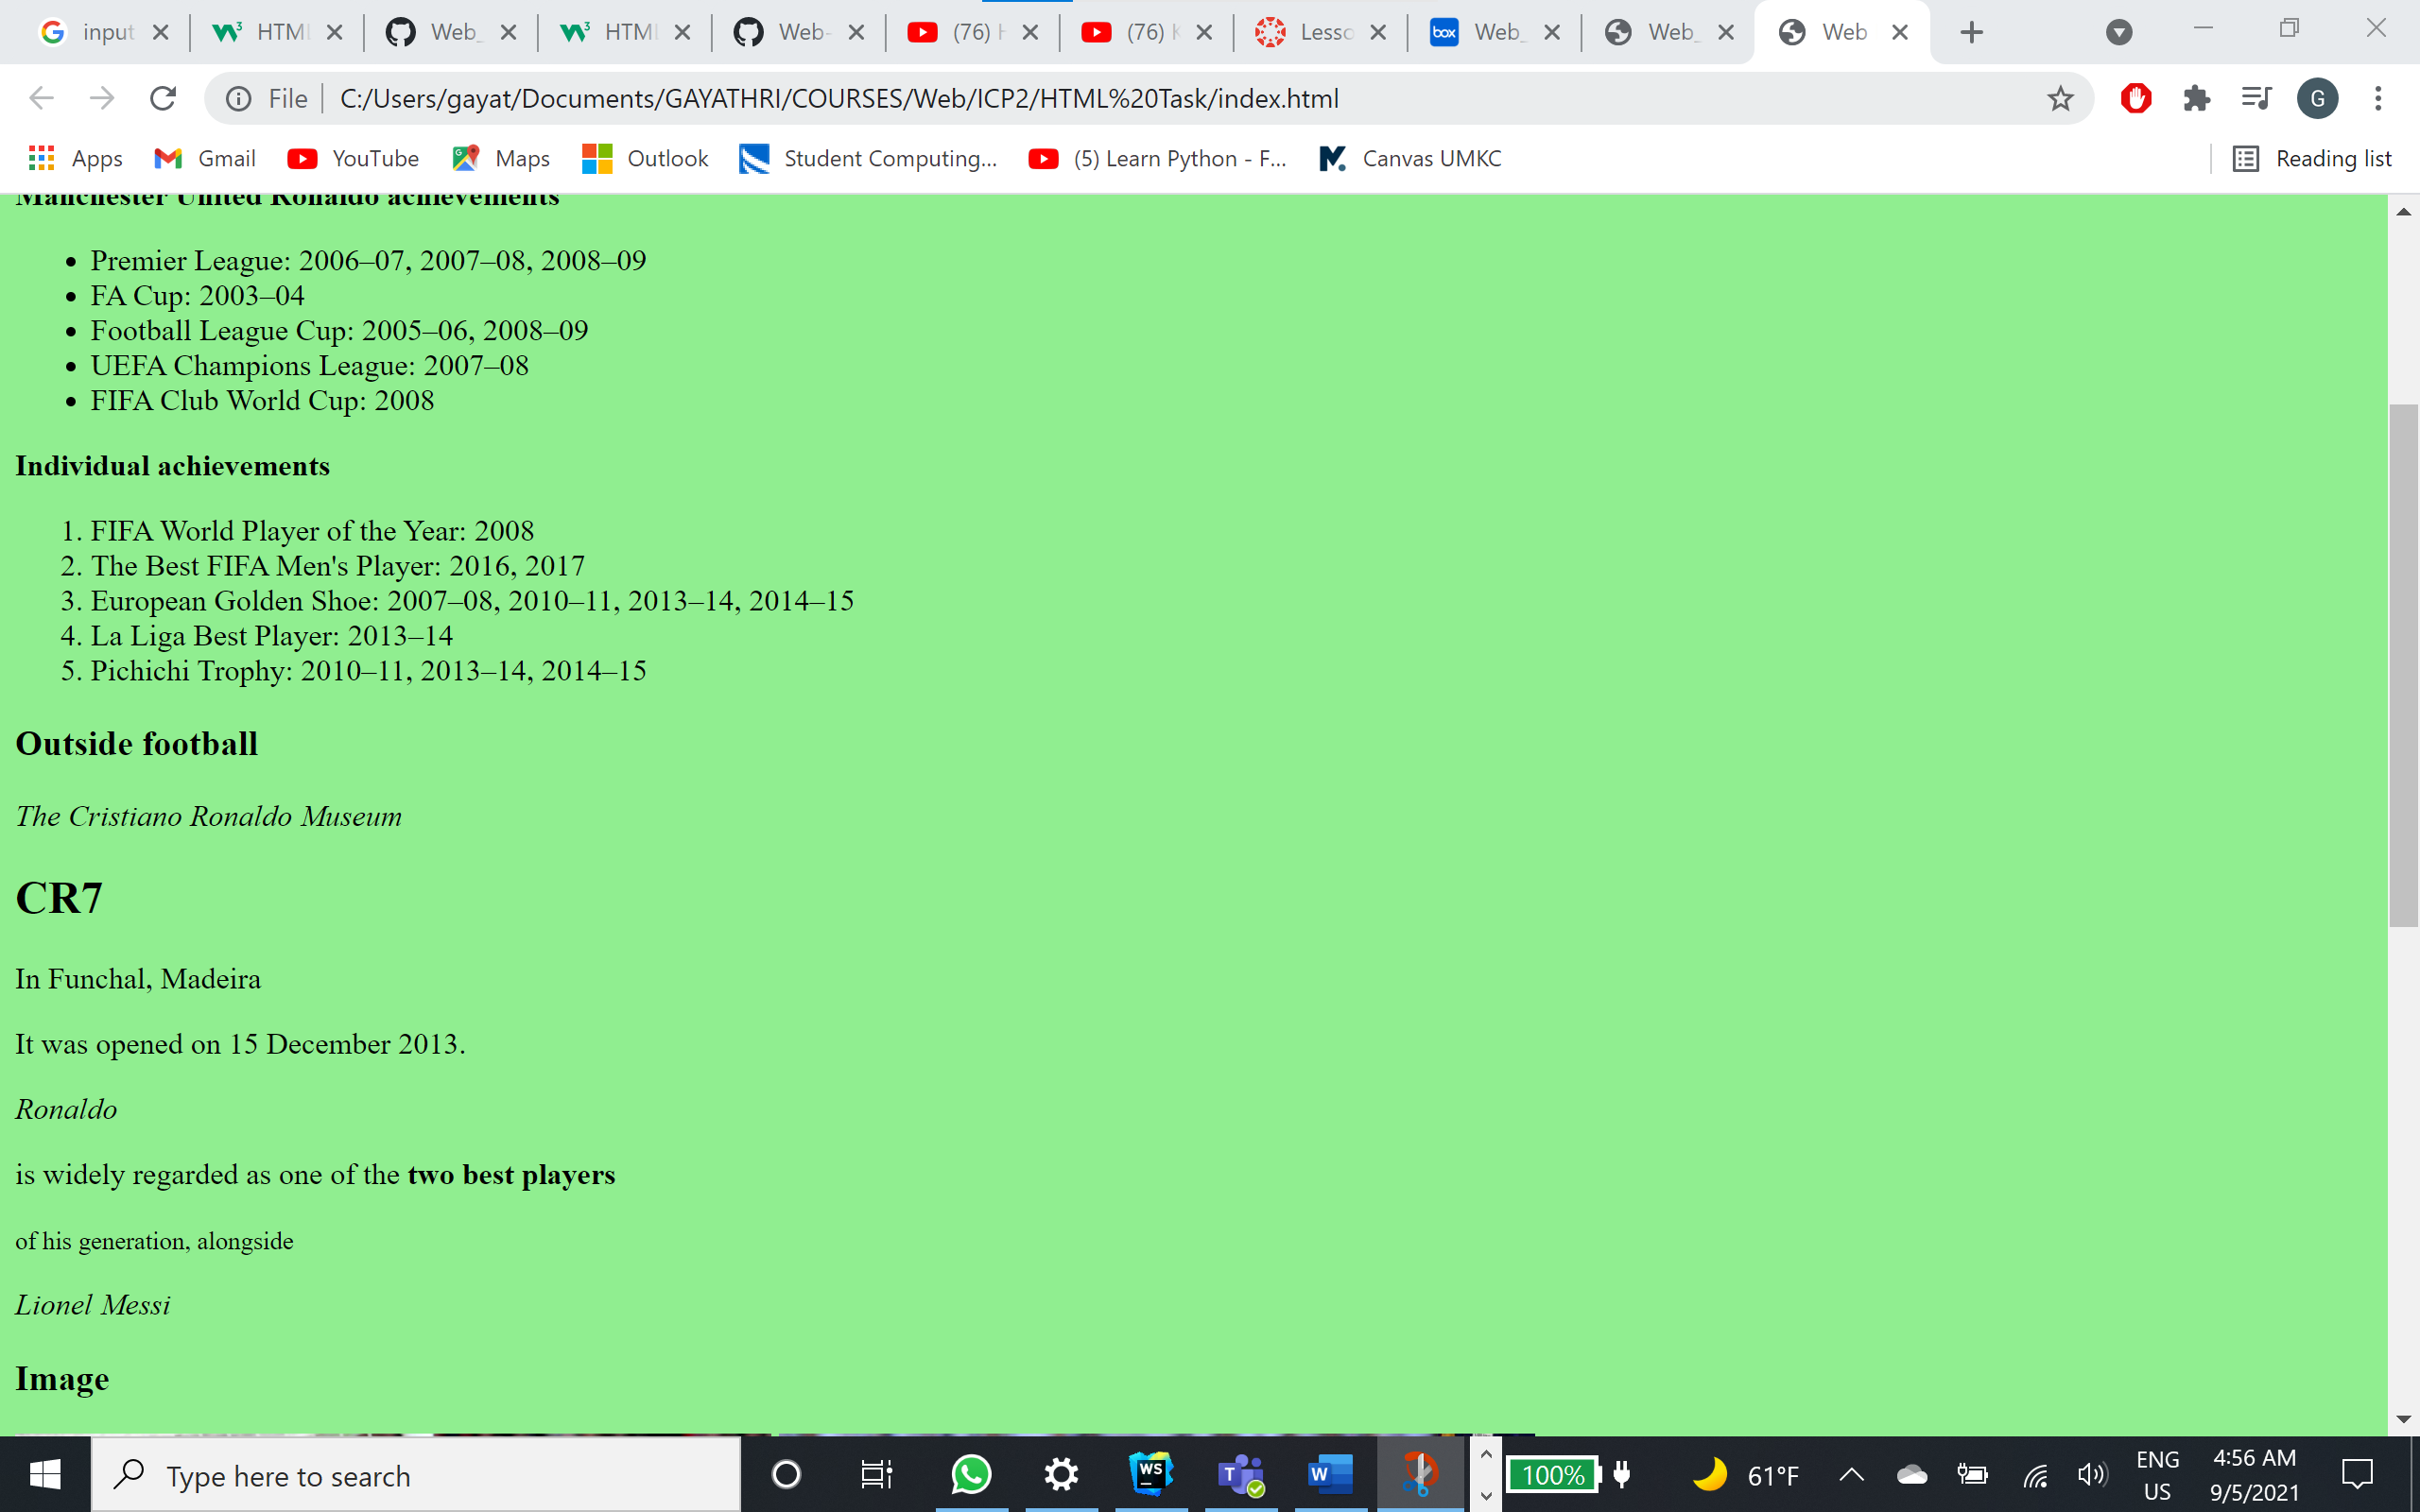 input
HTML
Web_
HTML
Web-
(76) H
(76) K
Lesso
box
Web_
Web_
Web
File
C:/Users/gayat/Documents/GAYATHRI/COURSES/Web/ICP2/HTML%20Task/index.html
G
Apps
Gmail
YouTube
Maps
Outlook
Student Computing...
(5) Learn Python - F...
Canvas UMKC
Reading list
Manchester United Ronaldo achievements
• Premier League: 2006–07, 2007–08, 2008–09
• FA Cup: 2003–04
• Football League Cup: 2005–06, 2008–09
• UEFA Champions League: 2007–08
• FIFA Club World Cup: 2008
Individual achievements
1. FIFA World Player of the Year: 2008
2. The Best FIFA Men's Player: 2016, 2017
3. European Golden Shoe: 2007–08, 2010–11, 2013–14, 2014–15
4. La Liga Best Player: 2013–14
5. Pichichi Trophy: 2010–11, 2013–14, 2014–15
Outside football
The Cristiano Ronaldo Museum
CR7
In Funchal, Madeira
It was opened on 15 December 2013.
Ronaldo
is widely regarded as one of the two best players
of his generation, alongside
Lionel Messi
Image
Type here to search
WS
T
W
100%
61°F
ENG
US
4:56 AM
9/5/2021